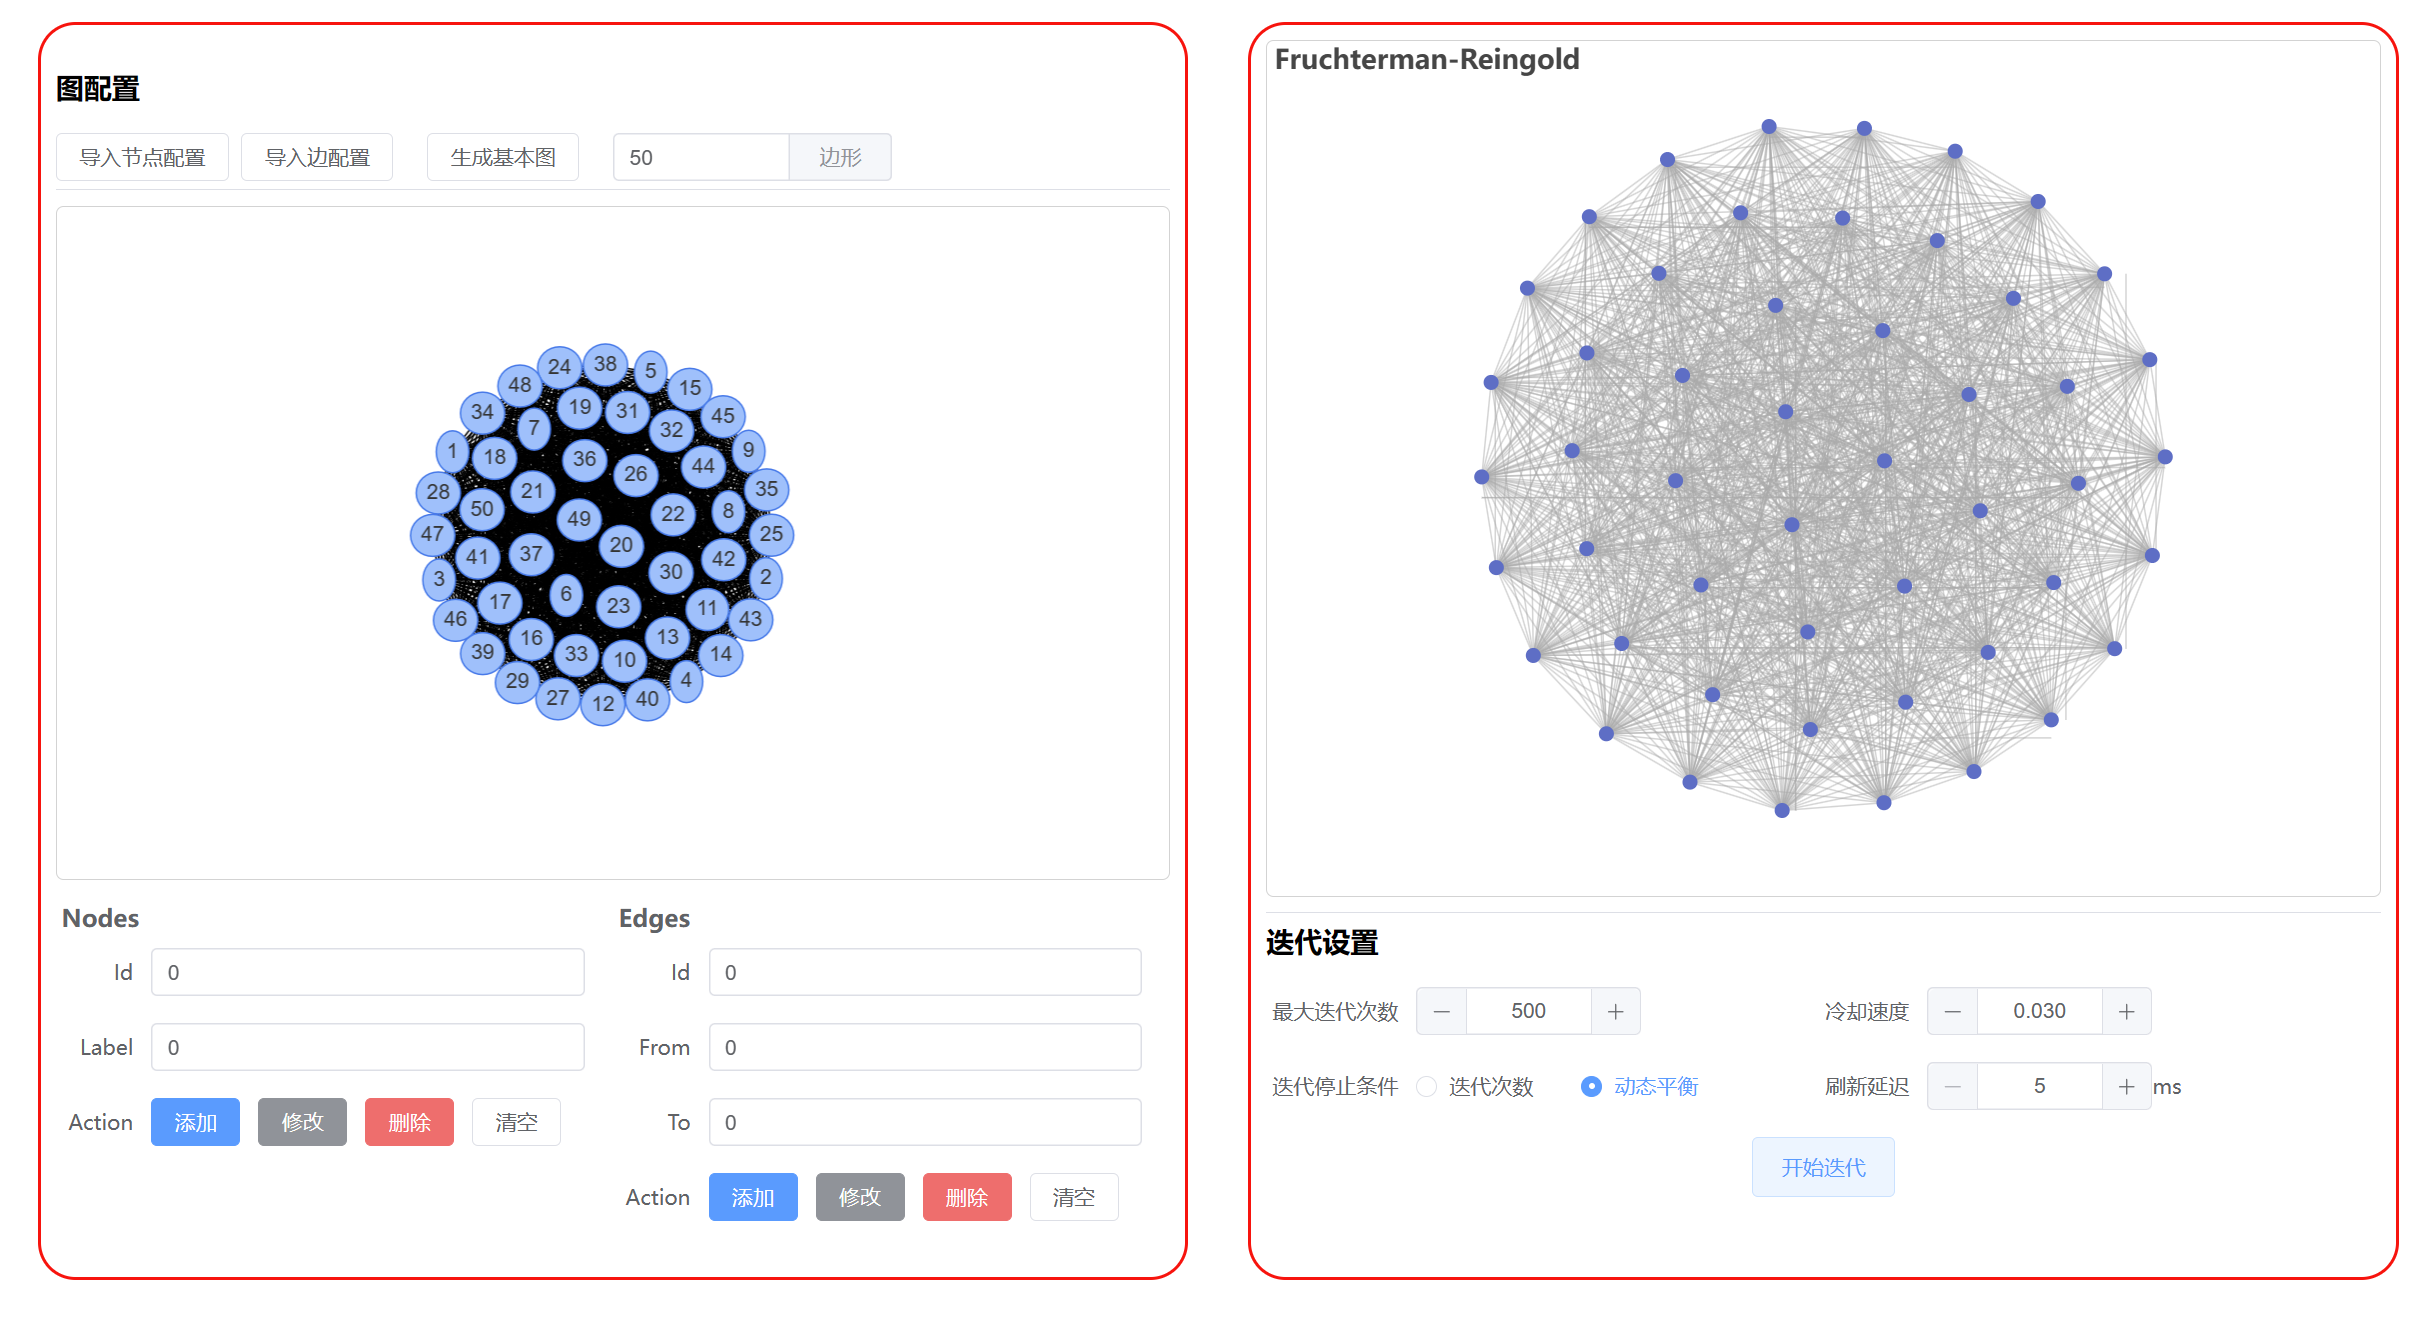 图配置
导入节点配置 导入边配置 生成基本图 50 边形
24 38 5
48 15
34 19 31 45
7 32
1 18 36 44 9
26
28 21 35
50 49 22 8
47 20 25
41 37 42
3 30 2
6
17 23 11
46 43
16 13
39 33 10 14
29 4
27 12 40
Nodes
Id 0
Label 0
Action 添加 修改 删除 清空
Edges
Id 0
From 0
To 0
Action 添加 修改 删除 清空
Fruchterman-Reingold
迭代设置
最大迭代次数 — 500 + 冷却速度 — 0.030 +
迭代停止条件 迭代次数 动态平衡 刷新延迟 — 5 + ms
开始迭代